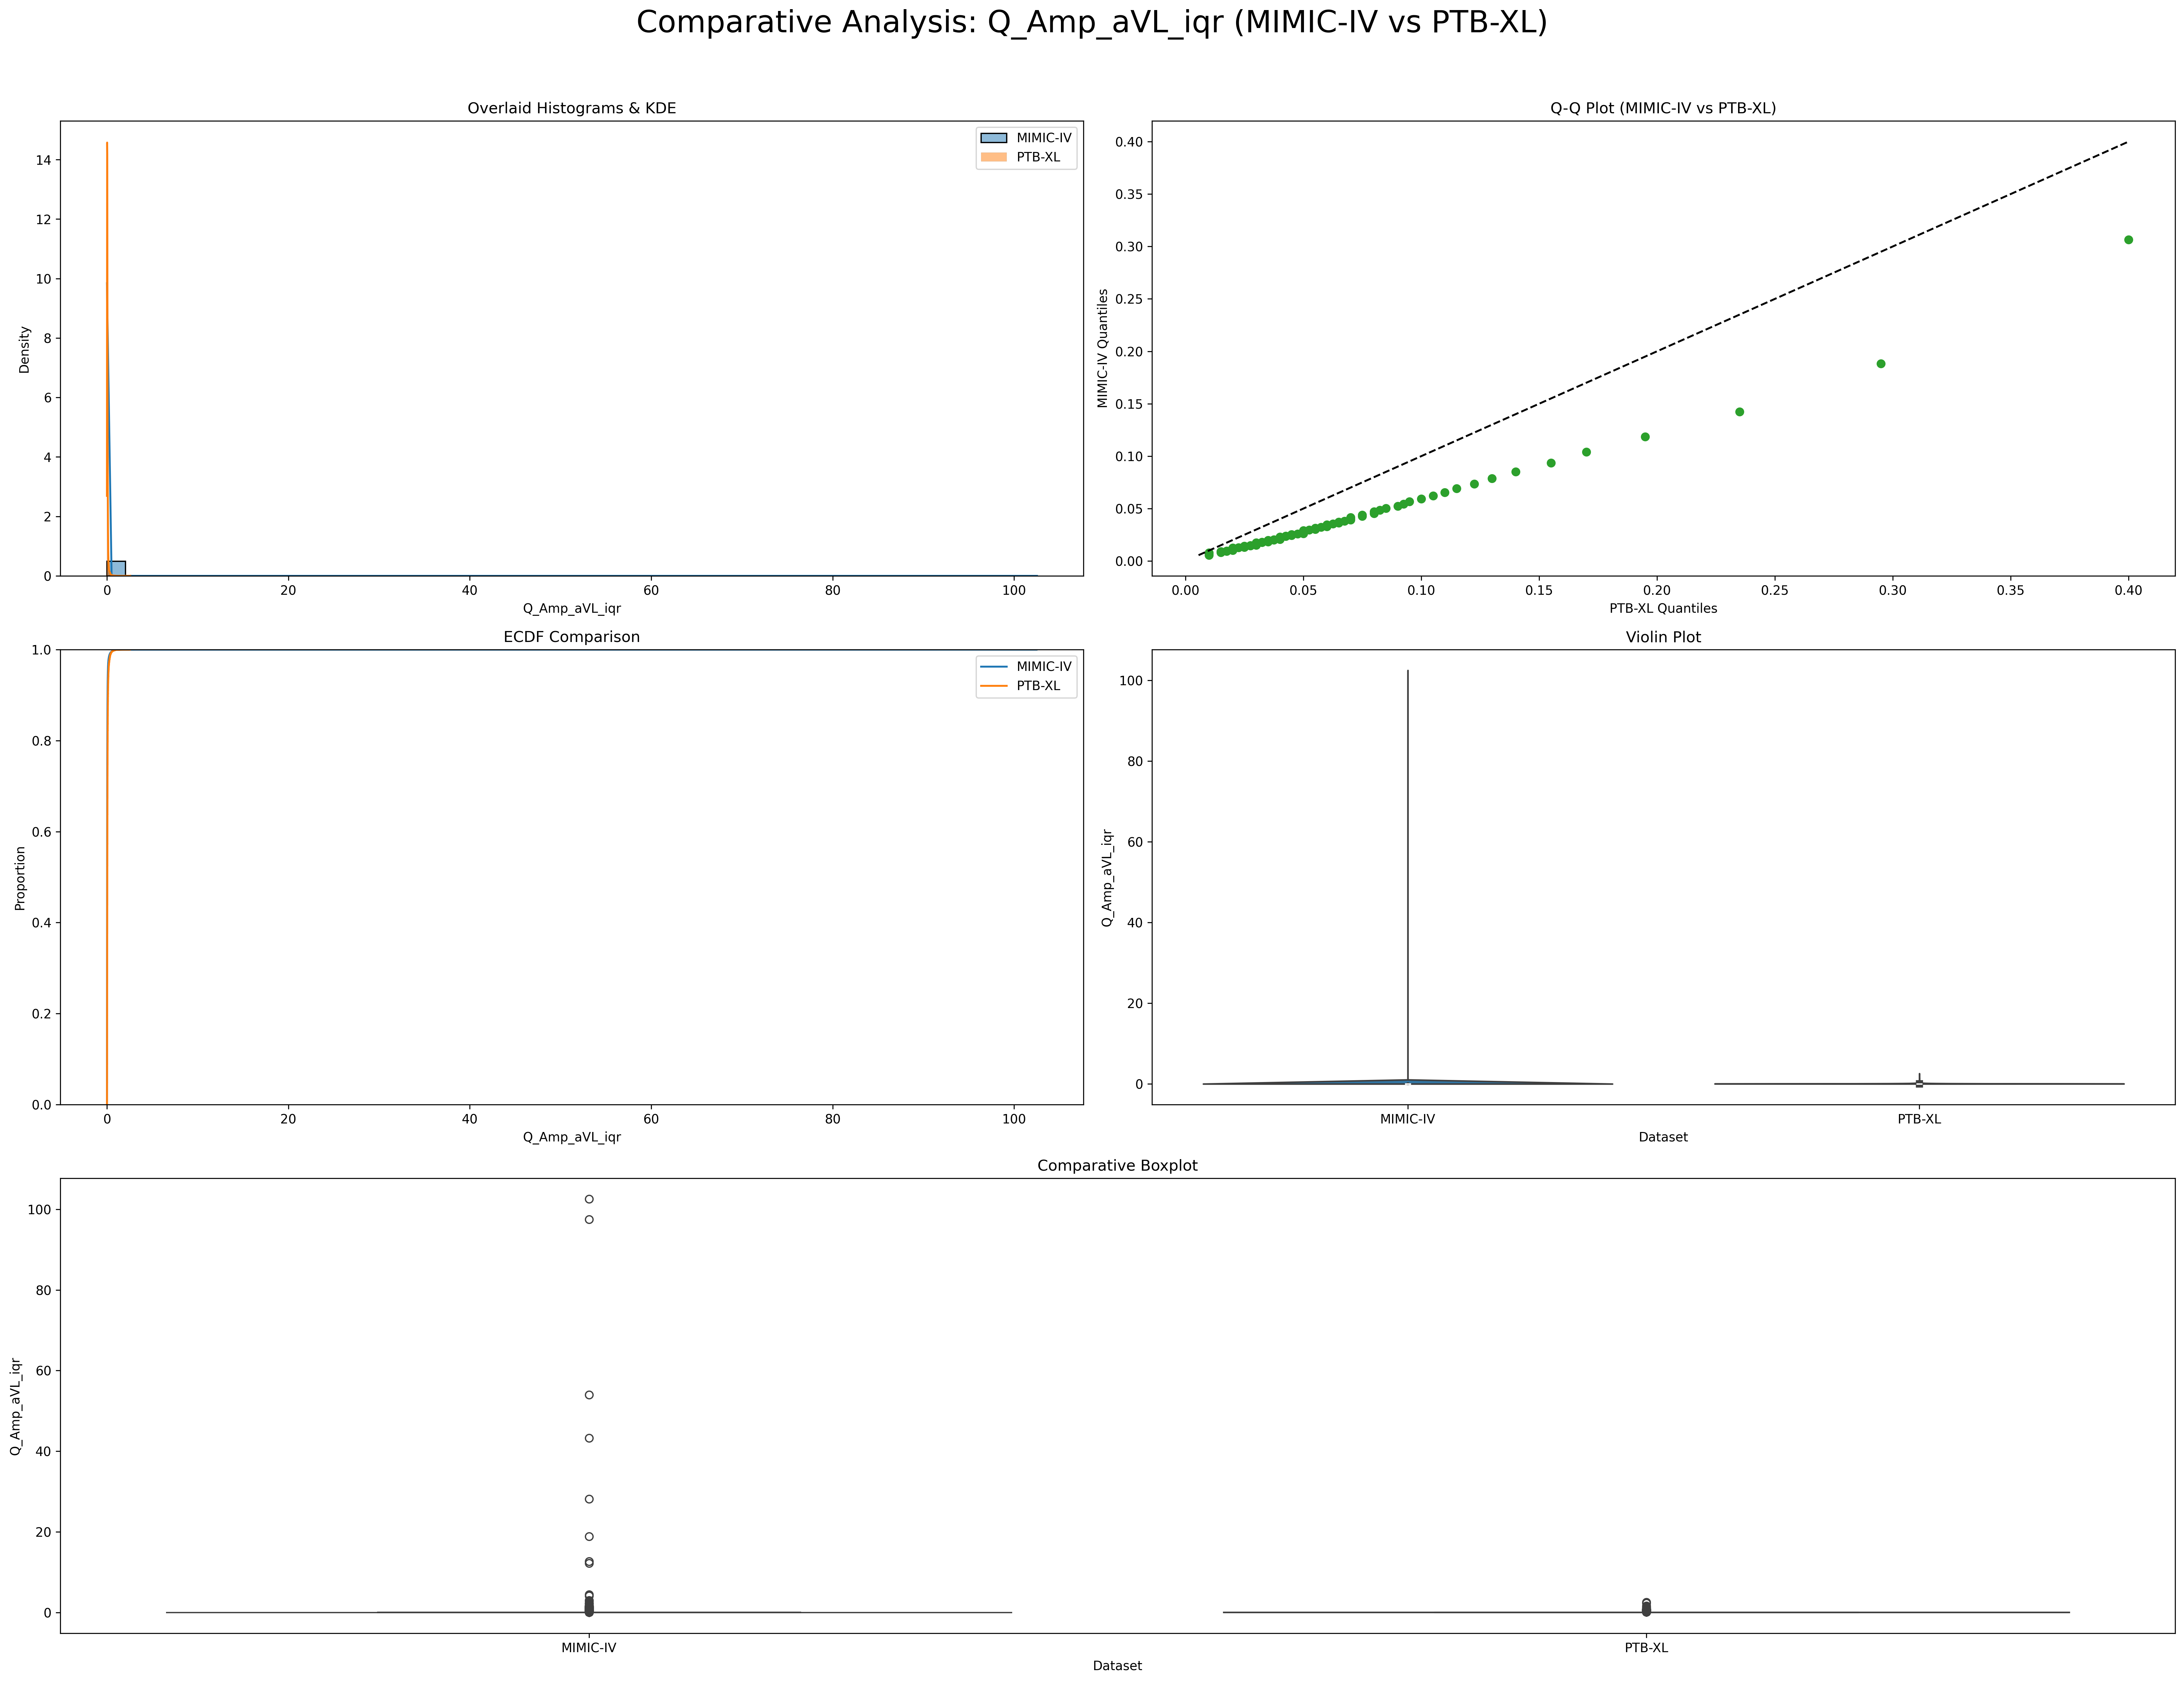 Comparative Analysis: Q_Amp_aVL_iqr (MIMIC-IV vs PTB-XL)
Overlaid Histograms & KDE
MIMIC-IV
PTB-XL
Density
14
12
10
8
6
4
2
0
0 20 40 60 80 100
Q_Amp_aVL_iqr
Q-Q Plot (MIMIC-IV vs PTB-XL)
MIMIC-IV Quantiles
0.40
0.35
0.30
0.25
0.20
0.15
0.10
0.05
0.00
0.00 0.05 0.10 0.15 0.20 0.25 0.30 0.35 0.40
PTB-XL Quantiles
ECDF Comparison
MIMIC-IV
PTB-XL
Proportion
1.0
0.8
0.6
0.4
0.2
0.0
0 20 40 60 80 100
Q_Amp_aVL_iqr
Violin Plot
Q_Amp_aVL_iqr
100
80
60
40
20
0
MIMIC-IV PTB-XL
Dataset
Comparative Boxplot
Q_Amp_aVL_iqr
100
80
60
40
20
0
MIMIC-IV PTB-XL
Dataset